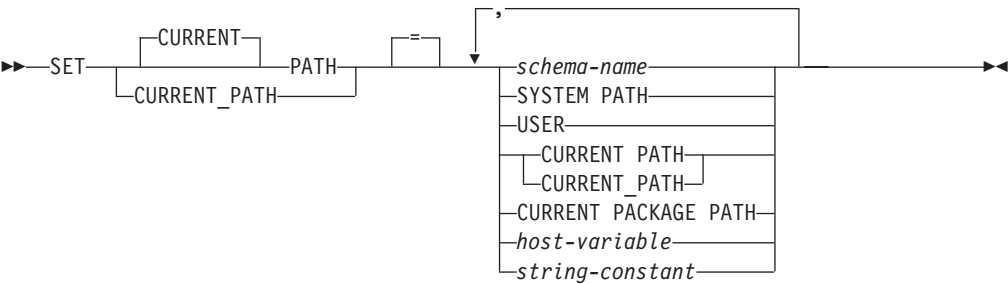 ,
CURRENT =
SET PATH schema-name
CURRENT_PATH SYSTEM PATH
USER
CURRENT PATH
CURRENT_PATH
CURRENT PACKAGE PATH
host-variable
string-constant